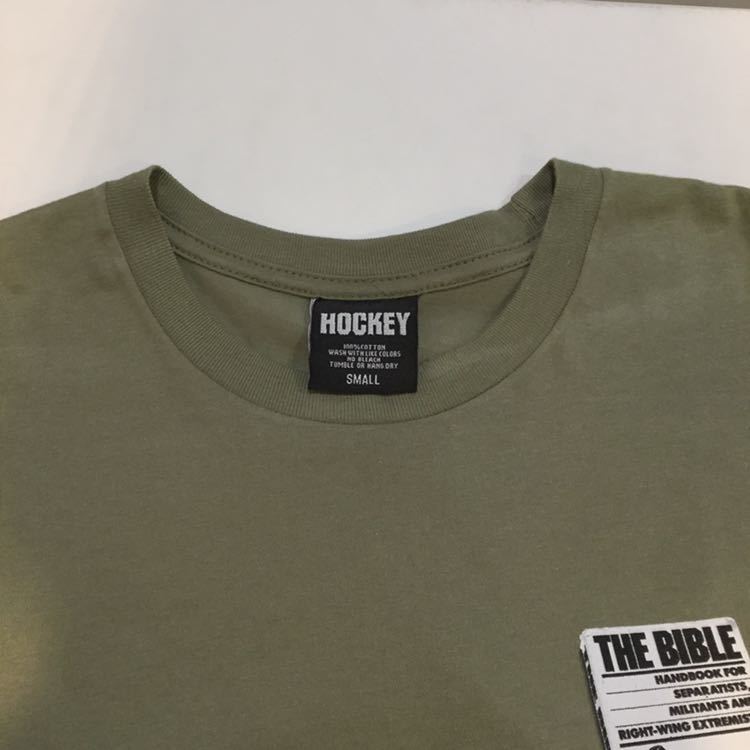 HOCKEY
100% COTTON
WASH WITH LIKE COLORS
NO BLEACH
TUMBLE OR HANG DRY
SMALL
THE BIBLE
HANDBOOK FOR
SEPARATISTS,
MILITANTS AN
RIGHT-WING EXTREMIST